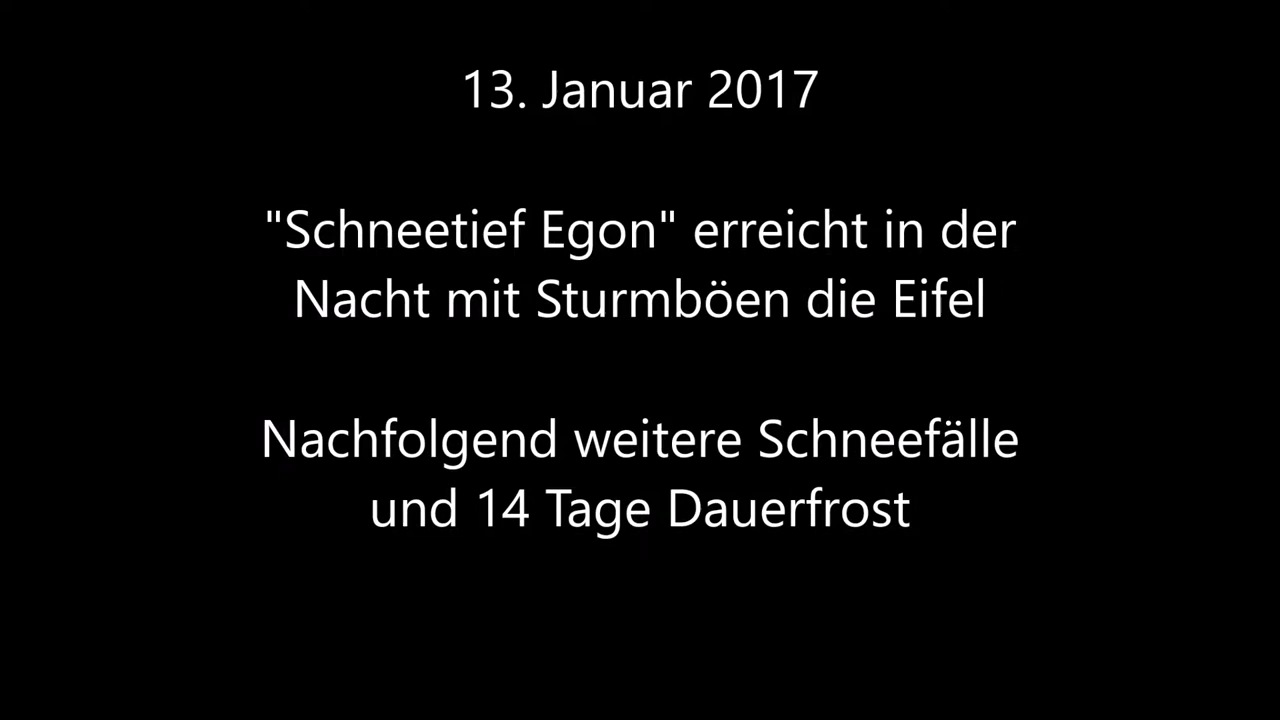 13. Januar 2017
"Schneetief Egon" erreicht in der
Nacht mit Sturmböen die Eifel
Nachfolgend weitere Schneefälle
und 14 Tage Dauerfrost